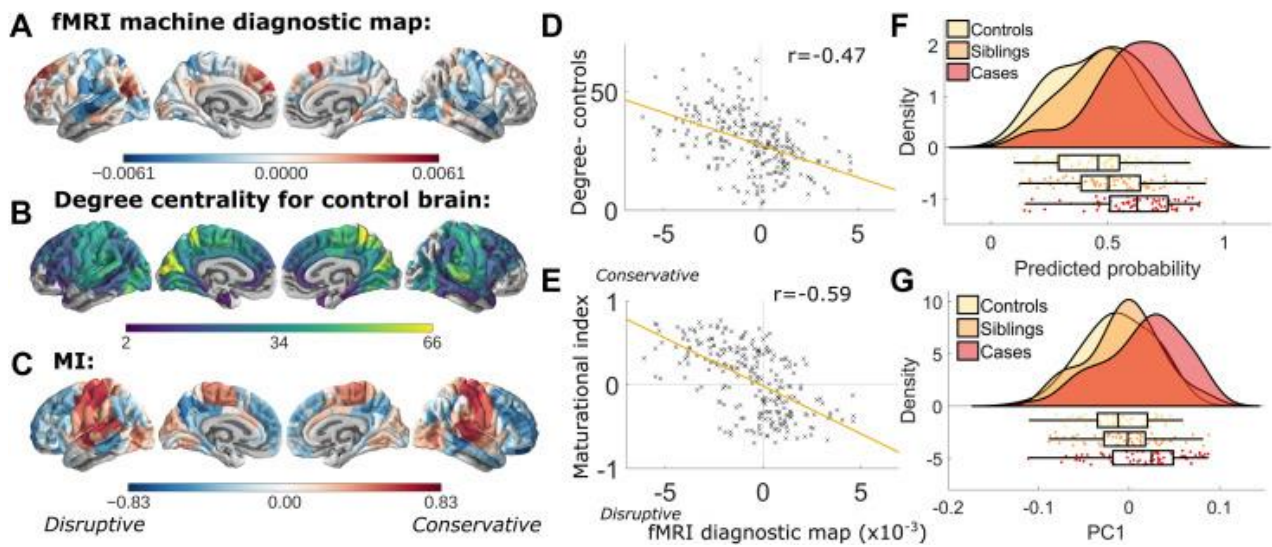 A fMRI machine diagnostic map:
−0.0061 0.0000 0.0061
B Degree centrality for control brain:
2 34 66
C MI:
−0.83 0.00 0.83
Disruptive Conservative
D
r=-0.47
Degree- controls
50
0
-5 0 5
E Conservative
r=-0.59
Maturational index
1
0
-1
-5 0 5
Disruptive
fMRI diagnostic map (x10⁻³)
F
Controls
Siblings
Cases
Density
2
1
0
-1
0 0.5 1
Predicted probability
G
Controls
Siblings
Cases
Density
10
5
0
-5
-0.2 -0.1 0 0.1
PC1